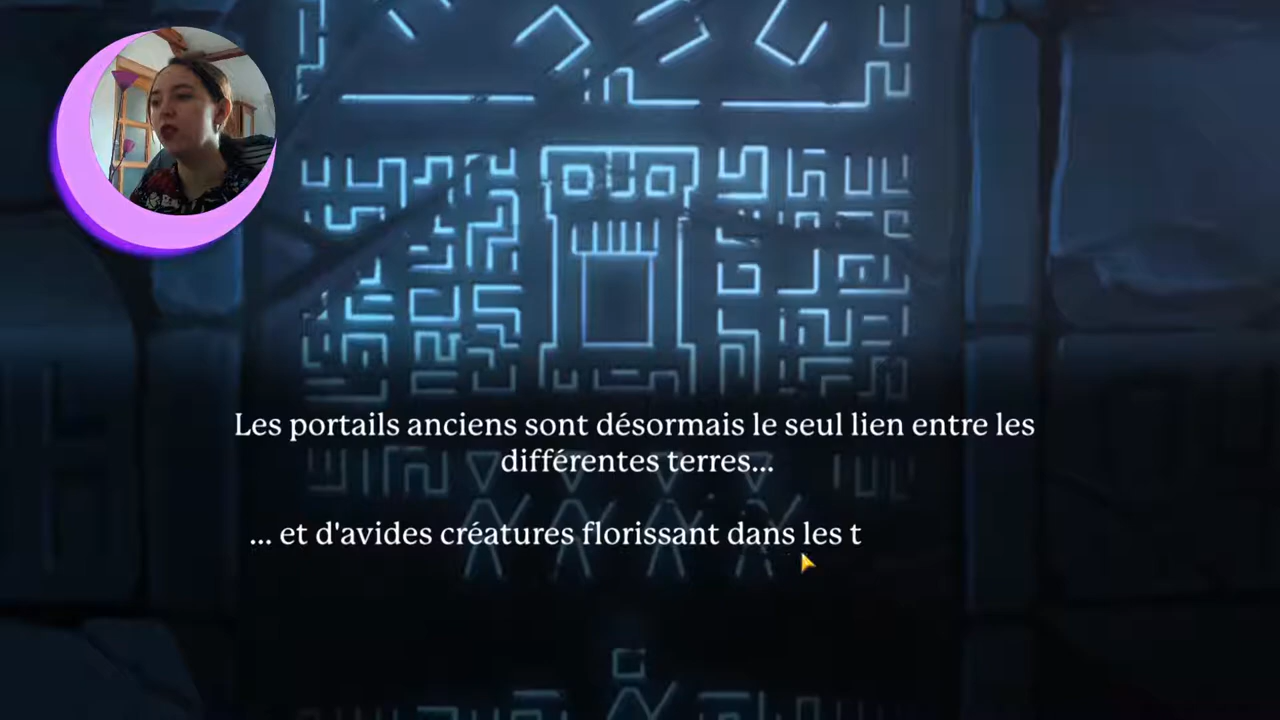 Les portails anciens sont désormais le seul lien entre les
différentes terres...
... et d'avides créatures florissant dans les t